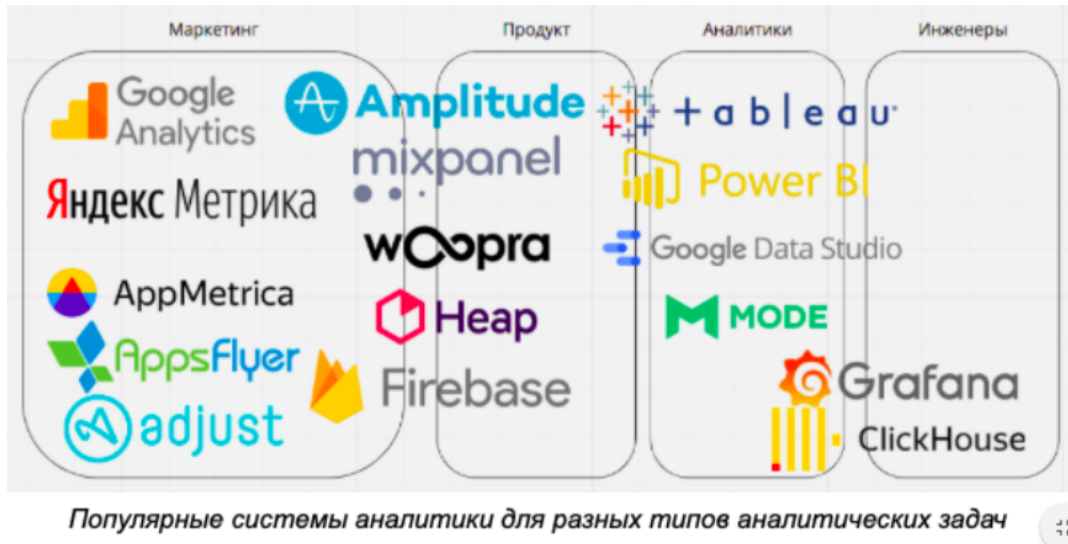 Маркетинг
Продукт
Аналитики
Инженеры
Google
Analytics
Amplitude
+ a b | e a u
mixpanel
Power BI
Яндекс Метрика
woopra
Google Data Studio
AppMetrica
Heap
MODE
AppsFlyer
Firebase
Grafana
adjust
ClickHouse
Популярные системы аналитики для разных типов аналитических задач